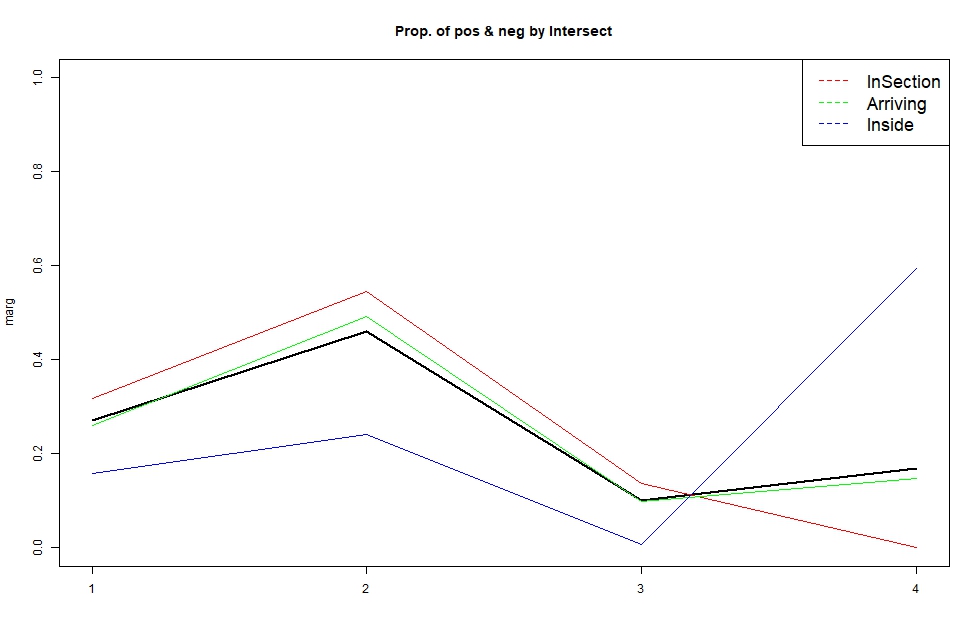 Prop. of pos & neg by Intersect
InSection
Arriving
Inside
1.0
0.8
0.6
0.4
0.2
0.0
marg
1 2 3 4